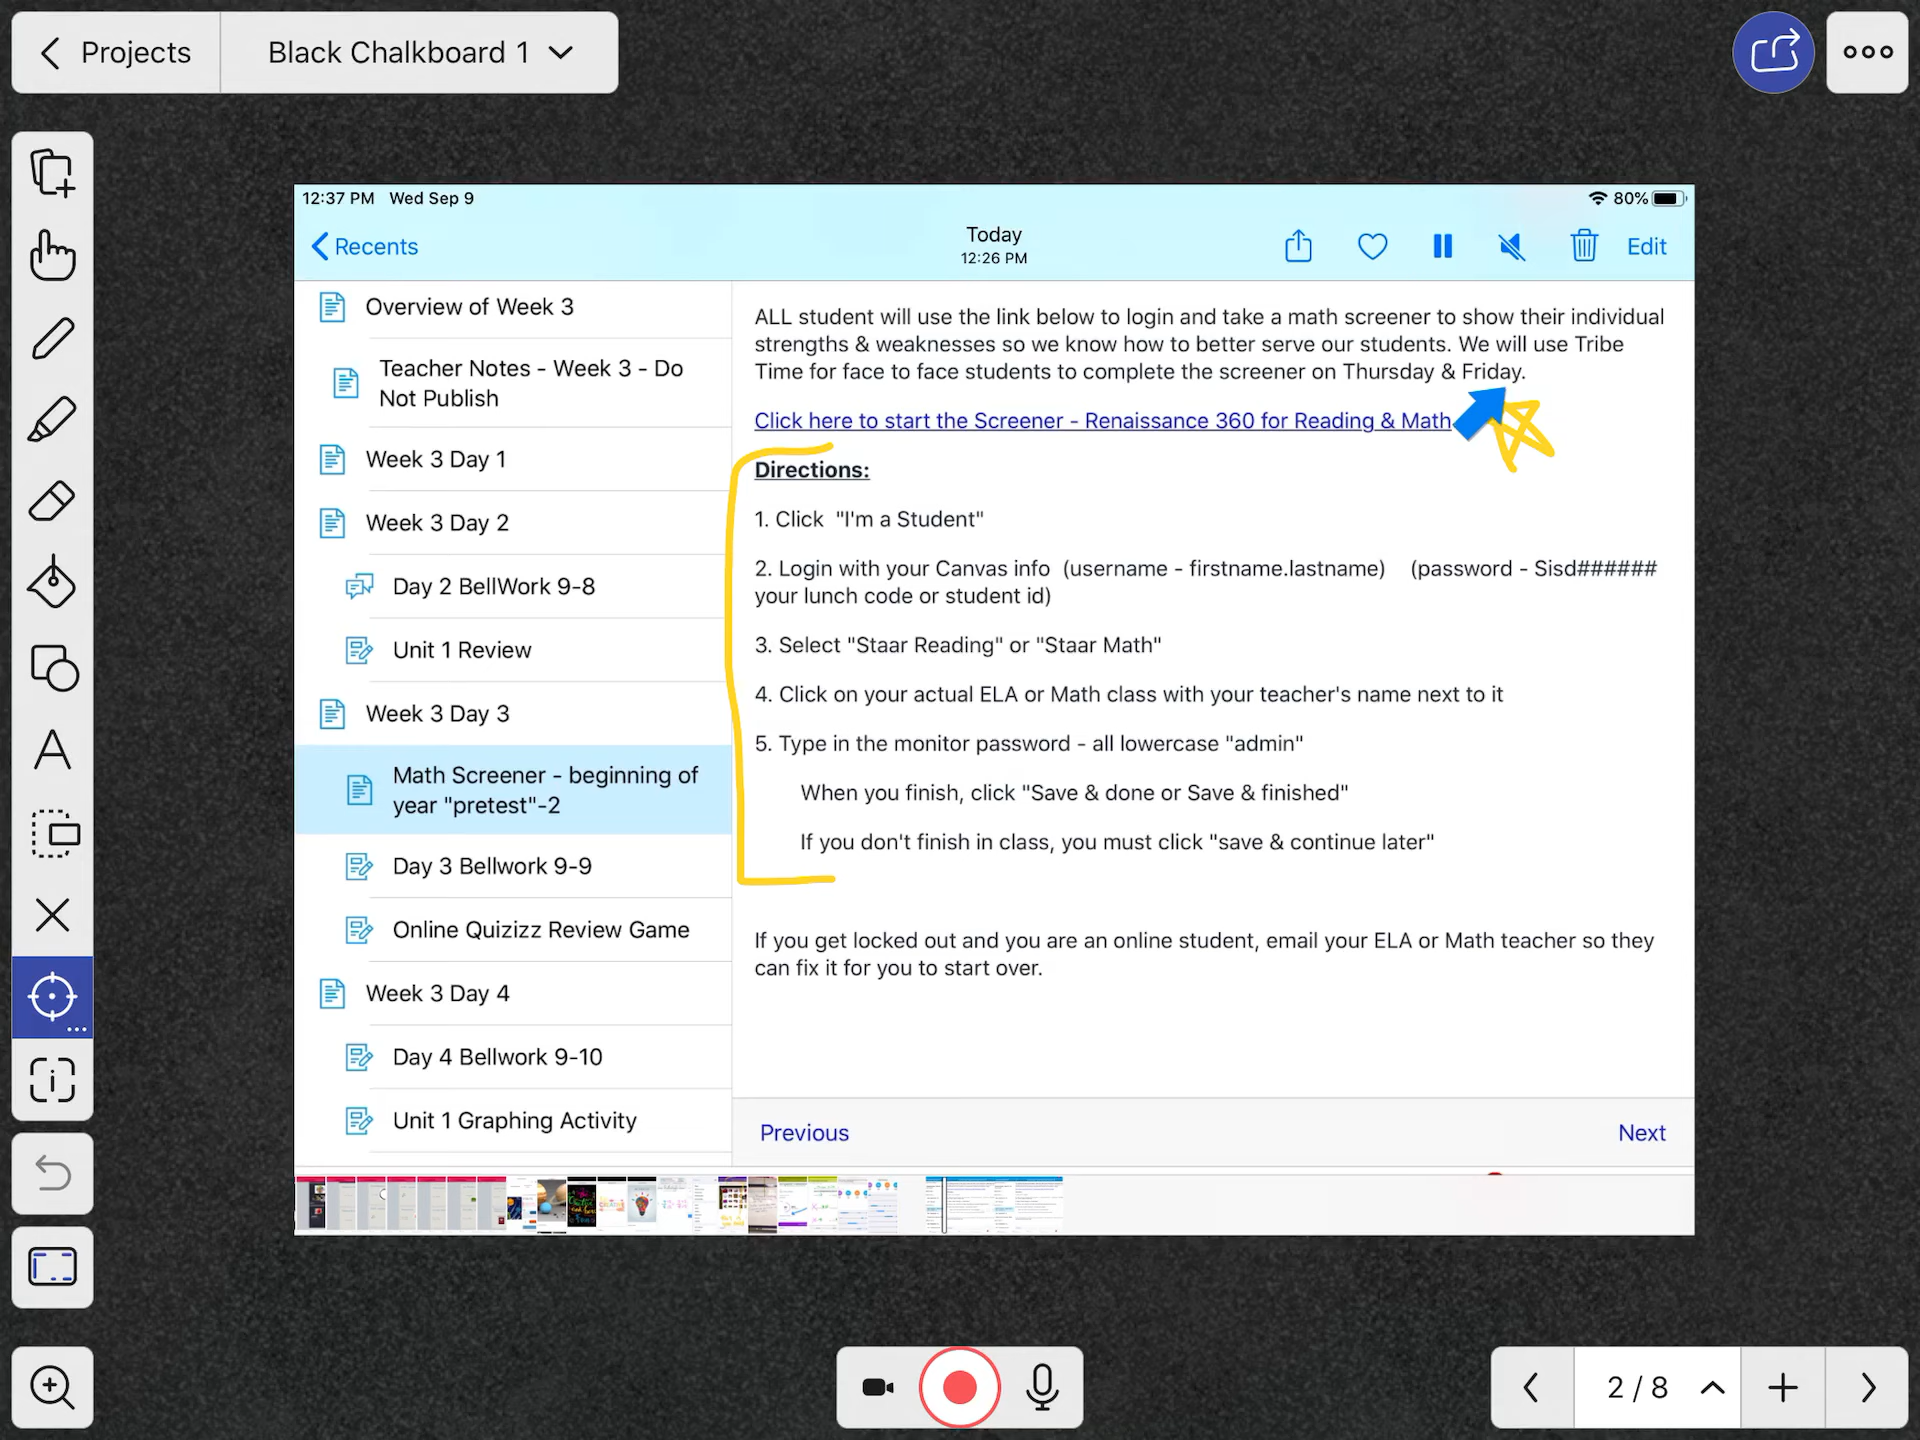 Projects
Black Chalkboard 1
12:37 PM Wed Sep 9
80%
Recents
Today
12:26 PM
Edit
Overview of Week 3
Teacher Notes - Week 3 - Do
Not Publish
Week 3 Day 1
Week 3 Day 2
Day 2 BellWork 9-8
Unit 1 Review
Week 3 Day 3
Math Screener - beginning of
year "pretest"-2
Day 3 Bellwork 9-9
Online Quizizz Review Game
Week 3 Day 4
Day 4 Bellwork 9-10
Unit 1 Graphing Activity
ALL student will use the link below to login and take a math screener to show their individual
strengths & weaknesses so we know how to better serve our students. We will use Tribe
Time for face to face students to complete the screener on Thursday & Friday.
Click here to start the Screener - Renaissance 360 for Reading & Math
Directions:
1. Click "I'm a Student"
2. Login with your Canvas info (username - firstname.lastname) (password - Sisd######
your lunch code or student id)
3. Select "Staar Reading" or "Staar Math"
4. Click on your actual ELA or Math class with your teacher's name next to it
5. Type in the monitor password - all lowercase "admin"
When you finish, click "Save & done or Save & finished"
If you don't finish in class, you must click "save & continue later"
If you get locked out and you are an online student, email your ELA or Math teacher so they
can fix it for you to start over.
Previous
Next
2 / 8